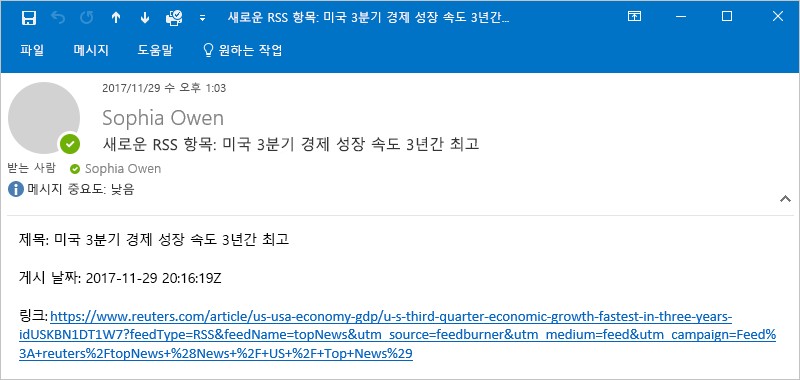 새로운 RSS 항목: 미국 3분기 경제 성장 속도 3년간...
파일 메시지 도움말 원하는 작업
2017/11/29 수 오후 1:03
Sophia Owen
새로운 RSS 항목: 미국 3분기 경제 성장 속도 3년간 최고
받는 사람 Sophia Owen
메시지 중요도: 낮음
제목: 미국 3분기 경제 성장 속도 3년간 최고
게시 날짜: 2017-11-29 20:16:19Z
링크: https://www.reuters.com/article/us-usa-economy-gdp/u-s-third-quarter-economic-growth-fastest-in-three-years-
idUSKBN1DT1W7?feedType=RSS&feedName=topNews&utm_source=feedburner&utm_medium=feed&utm_campaign=Feed%
3A+reuters%2FtopNews+%28News+%2F+US+%2F+Top+News%29